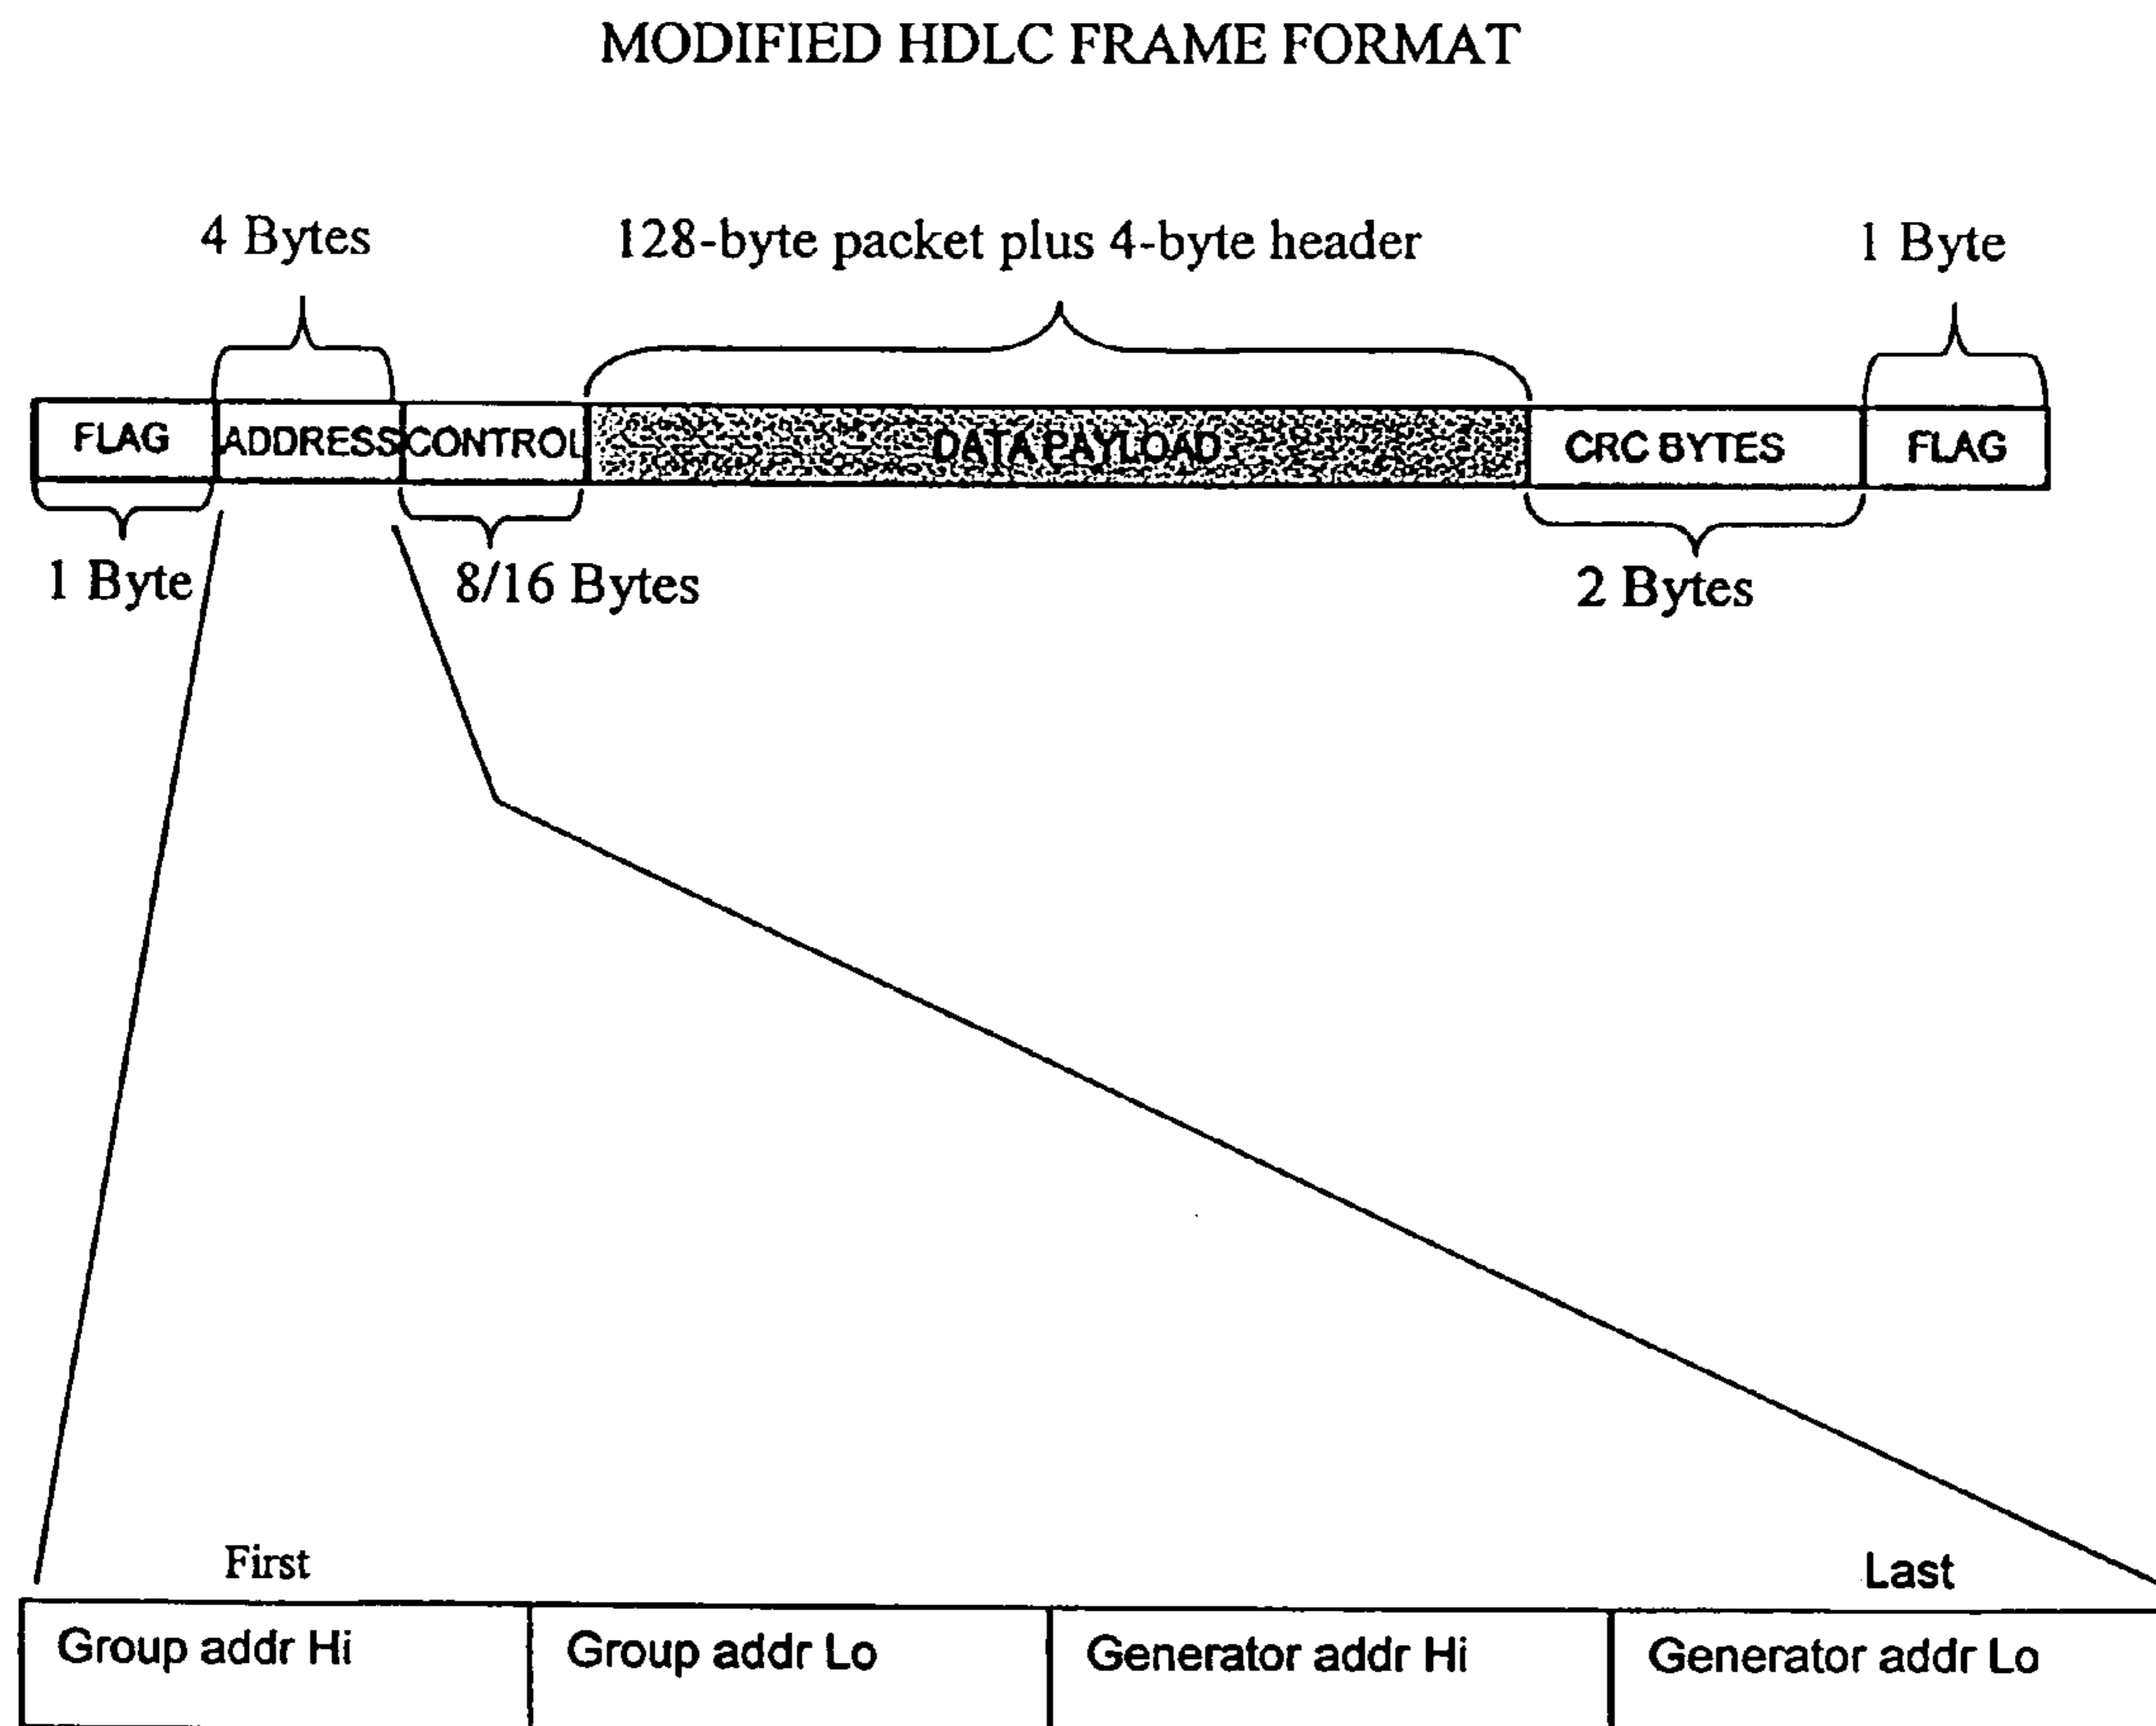 MODIFIED HDLC FRAME FORMAT
4 Bytes
128-byte packet plus 4-byte header
1 Byte
FLAG
ADDRESS
CONTROL
DATA PAYLOAD
CRC BYTES
FLAG
1 Byte
8/16 Bytes
2 Bytes
First
Last
Group addr Hi
Group addr Lo
Generator addr Hi
Generator addr Lo